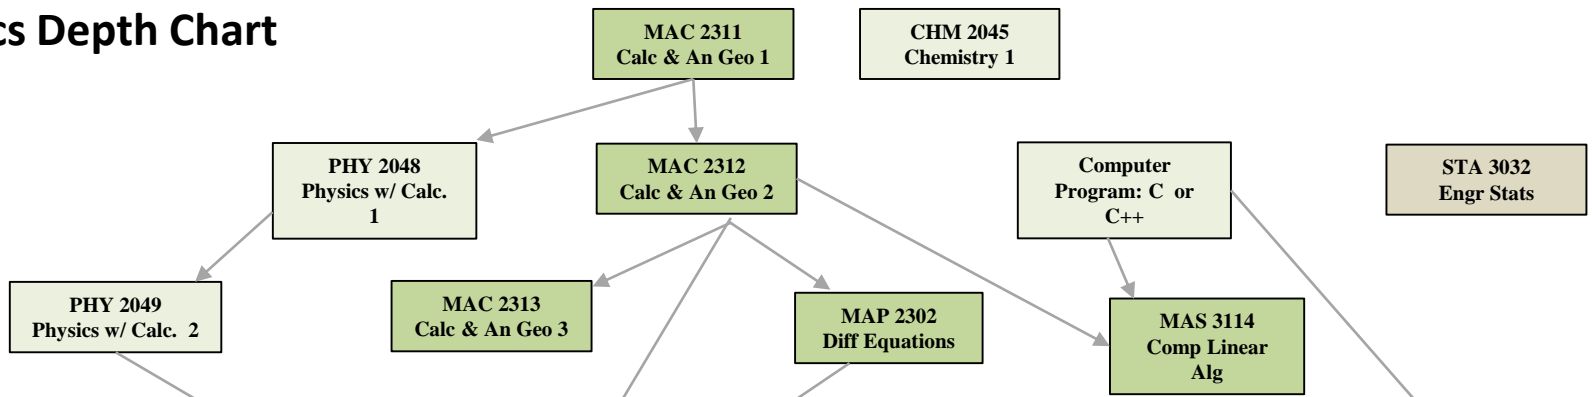 cs Depth Chart
MAC 2311
Calc & An Geo 1
CHM 2045
Chemistry 1
PHY 2048
Physics w/ Calc.
1
MAC 2312
Calc & An Geo 2
Computer
Program: C  or
C++
STA 3032
Engr Stats
PHY 2049
Physics w/ Calc.  2
MAC 2313
Calc & An Geo 3
MAP 2302
Diff Equations
MAS 3114
Comp Linear
Alg